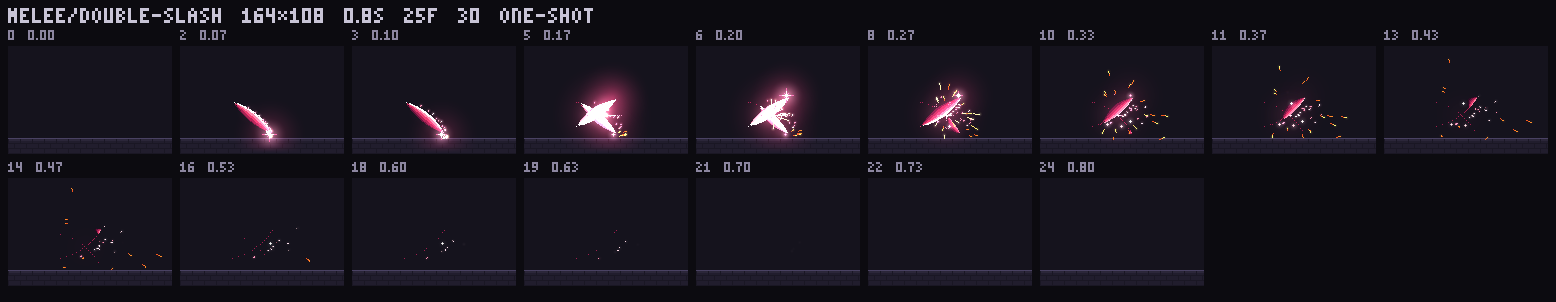 MELEE/DOUBLE-SLASH 164×108 0.8S 25F 30 ONE-SHOT
0 0.00 2 0.07 3 0.10 5 0.17 6 0.20 8 0.27 10 0.33 11 0.37 13 0.43
14 0.47 16 0.53 18 0.60 19 0.63 21 0.70 22 0.73 24 0.80